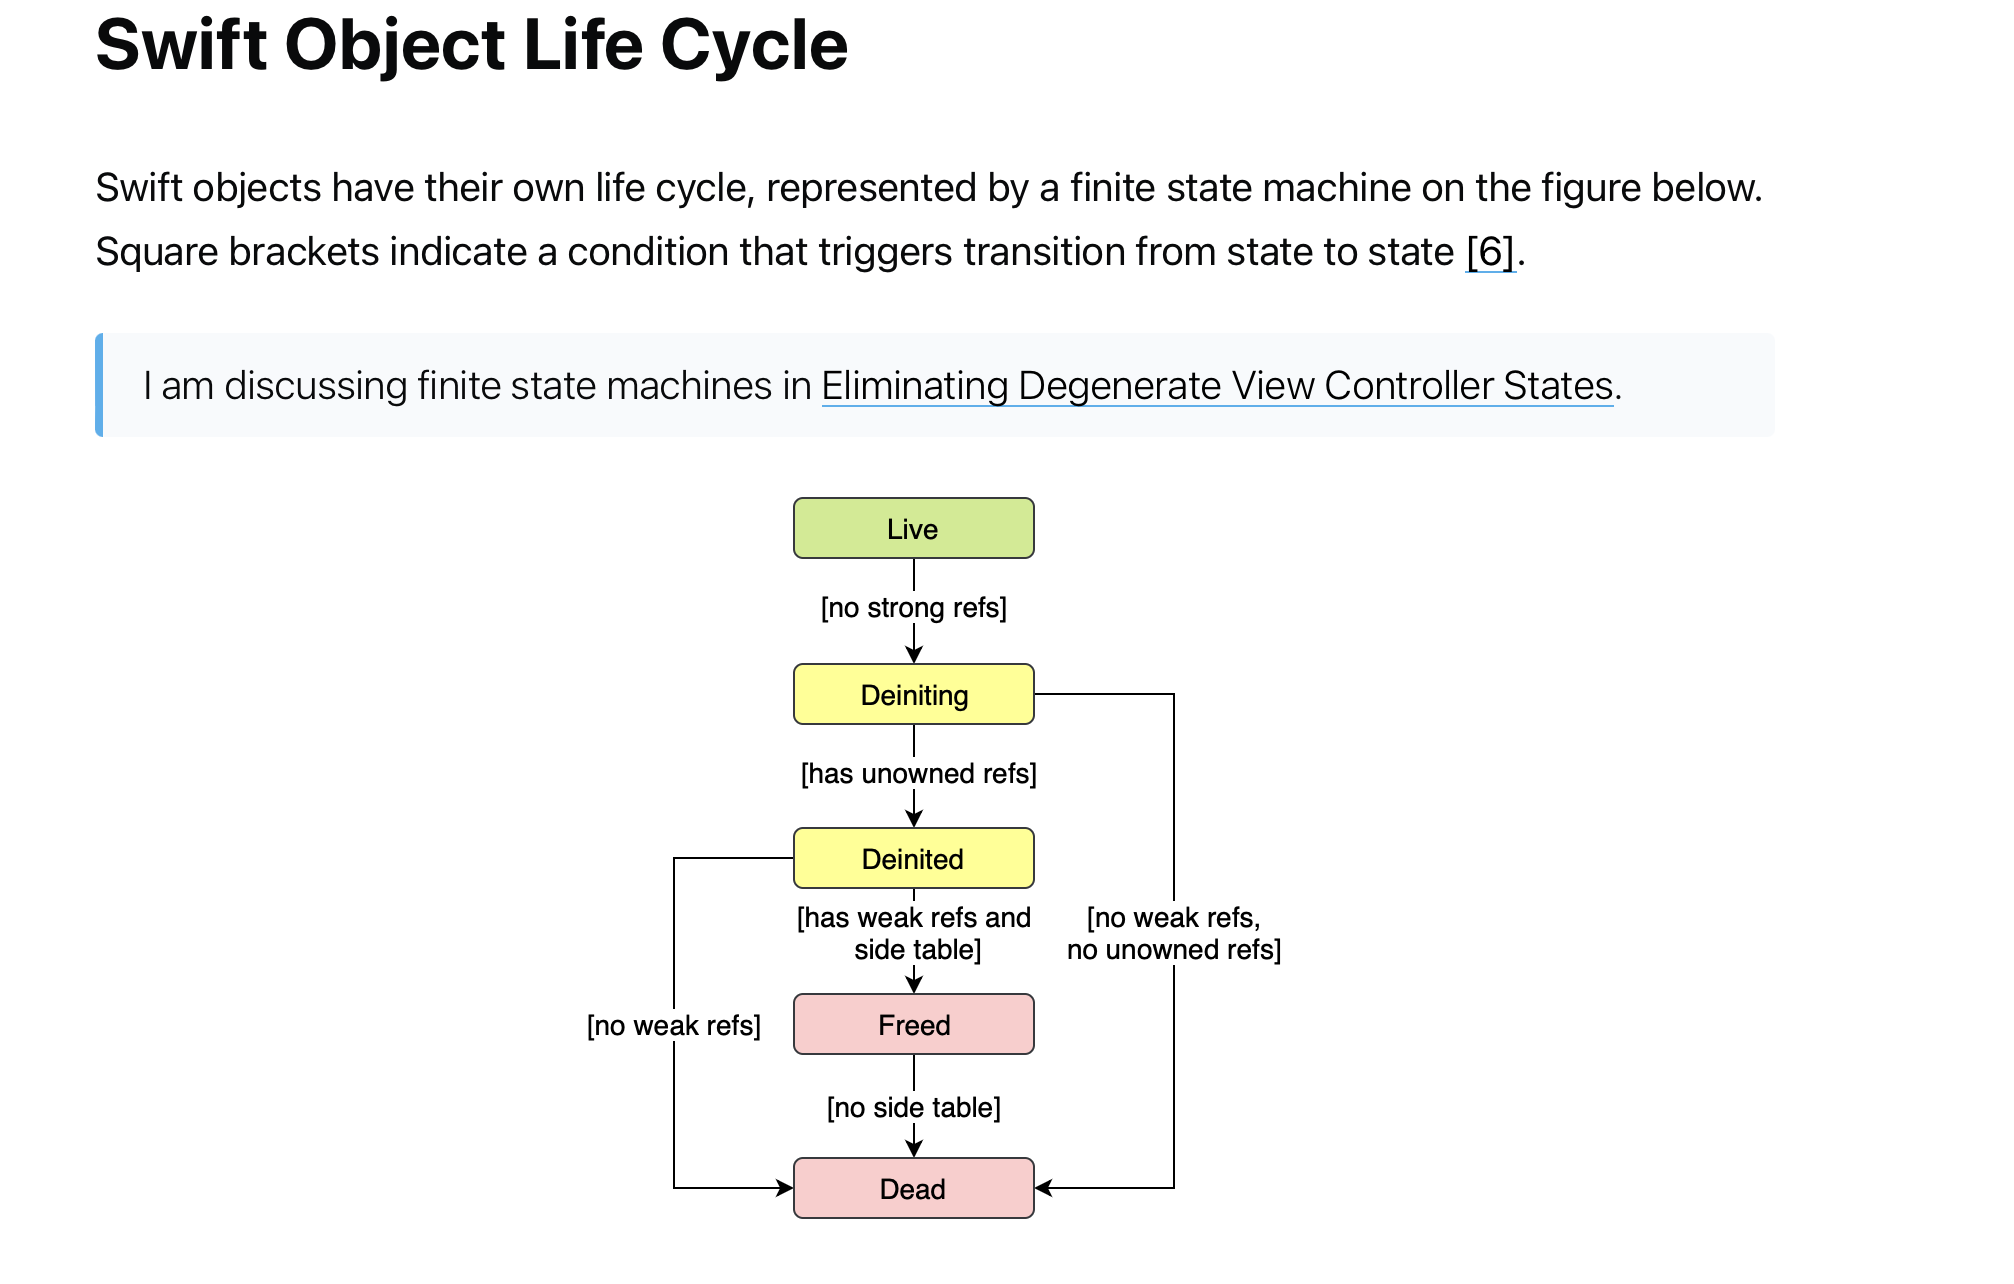 Swift Object Life Cycle
Swift objects have their own life cycle, represented by a finite state machine on the figure below.
Square brackets indicate a condition that triggers transition from state to state [6].
I am discussing finite state machines in Eliminating Degenerate View Controller States.
Live
[no strong refs]
Deiniting
[has unowned refs]
Deinited
[has weak refs and
side table]
[no weak refs,
no unowned refs]
[no weak refs]
Freed
[no side table]
Dead